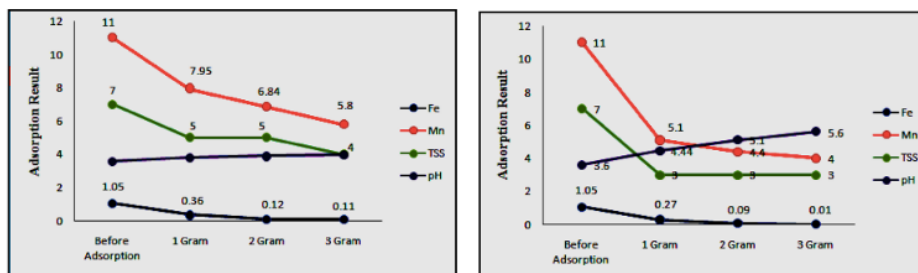 12
11
10
7.95
8
7
6.84
5.8
6
5
5
4
4
2
1.05
0.36
0.12
0.11
0
Adsorption Result
Before Adsorption
1 Gram
2 Gram
3 Gram
Fe
Mn
TSS
pH
12
11
10
8
7
6
5.1
5.1
5.6
4.44
4.4
4
4
3.6
3
3
3
2
1.05
0.27
0.09
0.01
0
Adsorption Result
Before Adsorption
1 Gram
2 Gram
3 Gram
Fe
Mn
TSS
pH